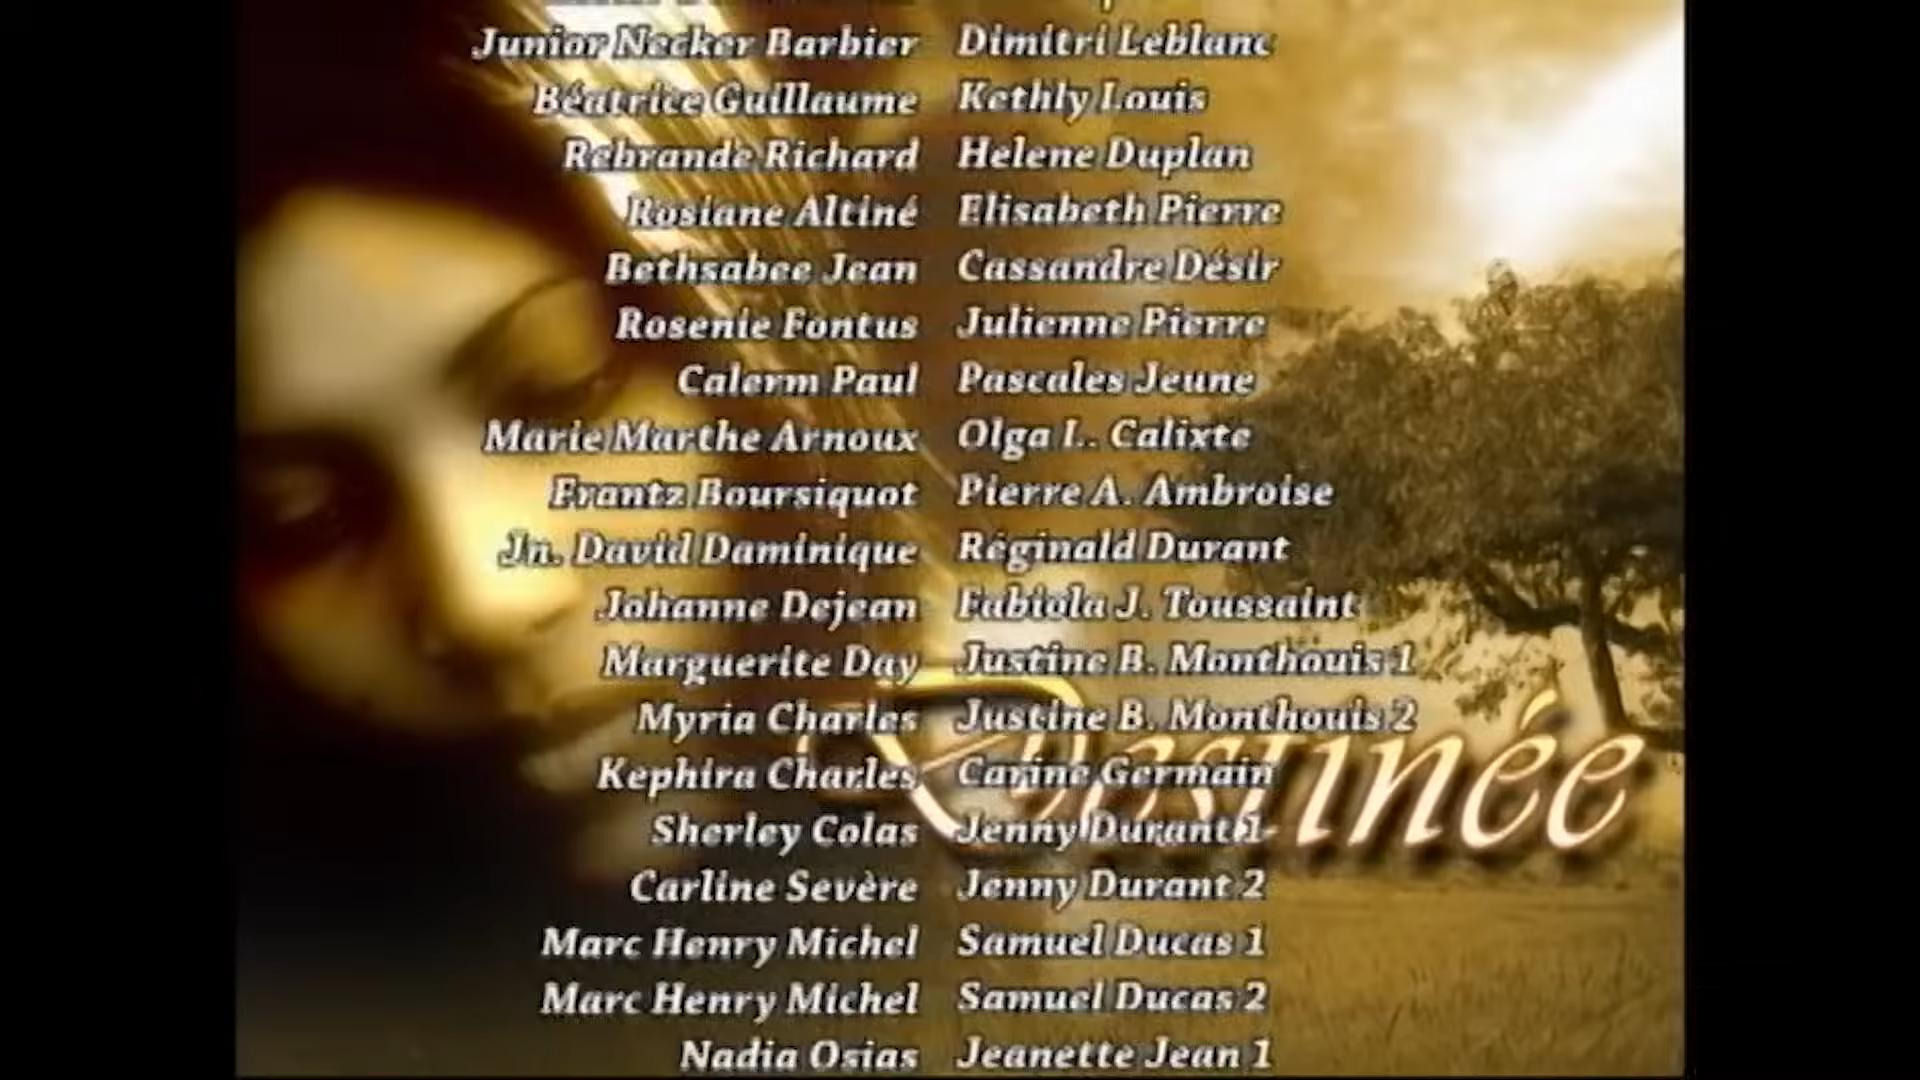 Junior Necker Barbier Dimitri Leblanc
Béatrice Guillaume Kethly Louis
Rebrande Richard Helene Duplan
Rosiane Altiné Elisabeth Pierre
Bethsabee Jean Cassandre Désir
Rosenie Fontus Julienne Pierre
Calerm Paul Pascales Jeune
Marie Marthe Arnoux Olga L. Calixte
Frantz Boursiquot Pierre A. Ambroise
Jn. David Daminique Réginald Durant
Johanne Dejean Fabiola J. Toussaint
Marguerite Day Justine B. Monthouis 1
Myria Charles Justine B. Monthouis 2
Kephira Charles Carine Germain
Destinée
Sherley Colas Jenny Durant 1
Carline Sevère Jenny Durant 2
Marc Henry Michel Samuel Ducas 1
Marc Henry Michel Samuel Ducas 2
Nadia Osias Jeanette Jean 1